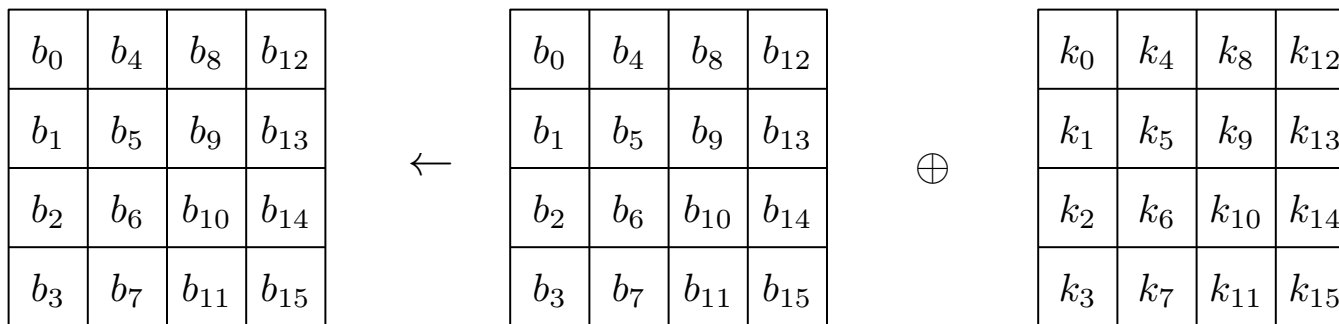 b₀ b₄ b₈ b₁₂ b₀ b₄ b₈ b₁₂ k₀ k₄ k₈ k₁₂
b₁ b₅ b₉ b₁₃ b₁ b₅ b₉ b₁₃ k₁ k₅ k₉ k₁₃
← ⊕
b₂ b₆ b₁₀ b₁₄ b₂ b₆ b₁₀ b₁₄ k₂ k₆ k₁₀ k₁₄
b₃ b₇ b₁₁ b₁₅ b₃ b₇ b₁₁ b₁₅ k₃ k₇ k₁₁ k₁₅